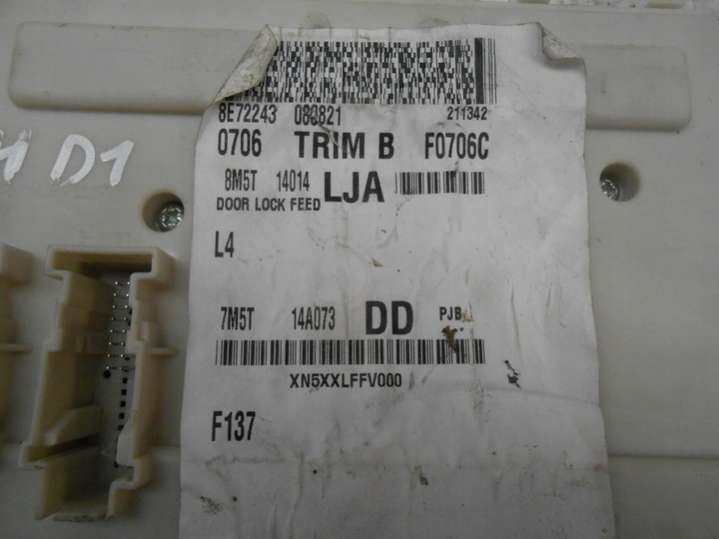 8E72243 080821 211342
0706 TRIM B F0706C
8M5T 14014 LJA
DOOR LOCK FEED
D1
L4
7M5T 14A073 DD PJB
XN5XXLFFV000
F137